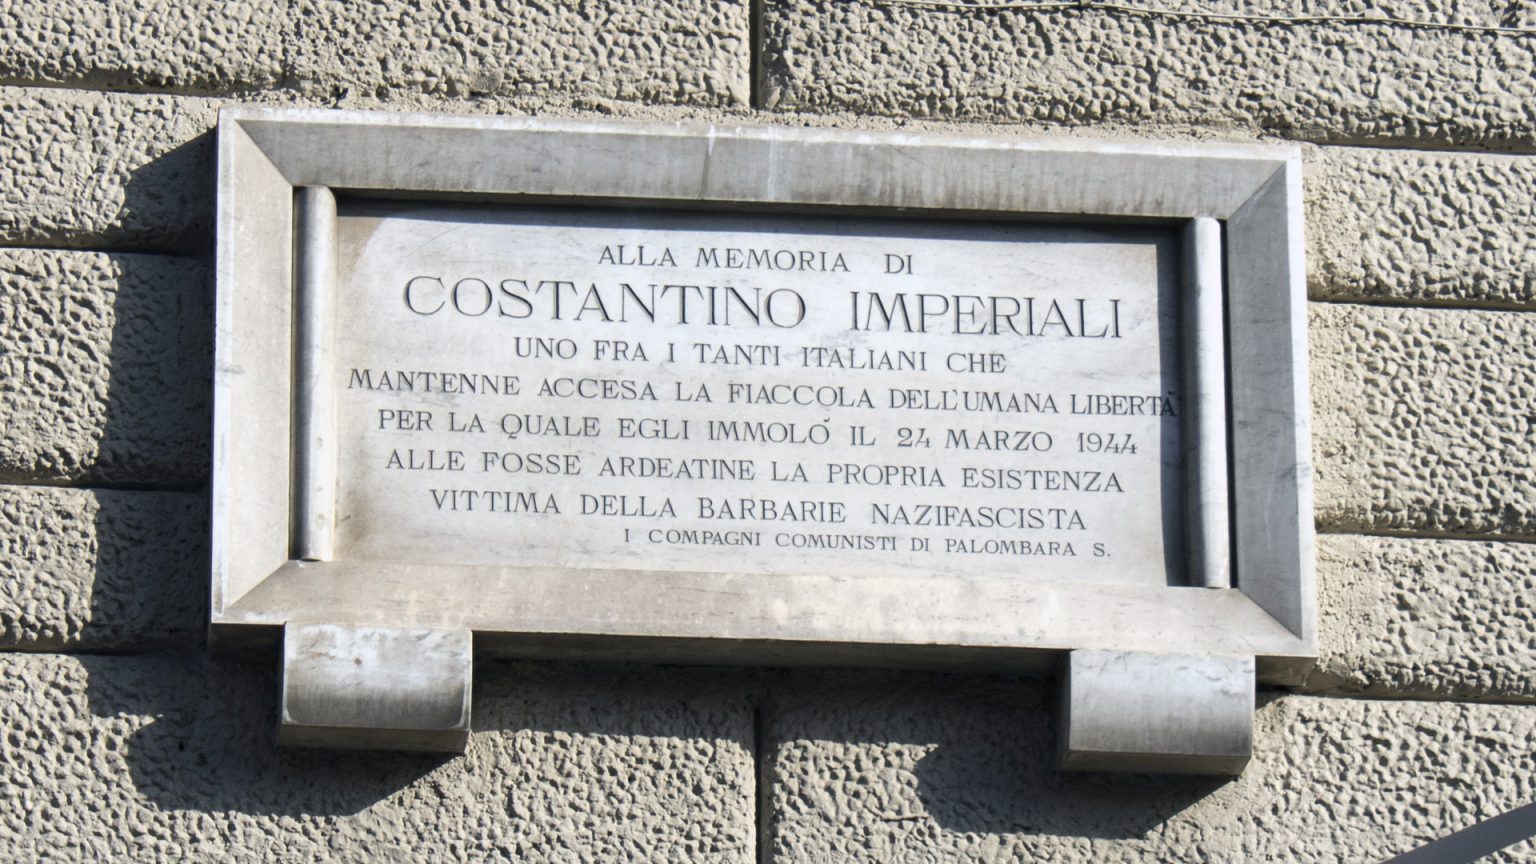 ALLA MEMORIA DI
COSTANTINO IMPERIALI
UNO FRA I TANTI ITALIANI CHE
MANTENNE ACCESA LA FIACCOLA DELL'UMANA LIBERTÀ
PER LA QUALE EGLI IMMOLÒ IL 24 MARZO 1944
ALLE FOSSE ARDEATINE LA PROPRIA ESISTENZA
VITTIMA DELLA BARBARIE NAZIFASCISTA
I COMPAGNI COMUNISTI DI PALOMBARA S.